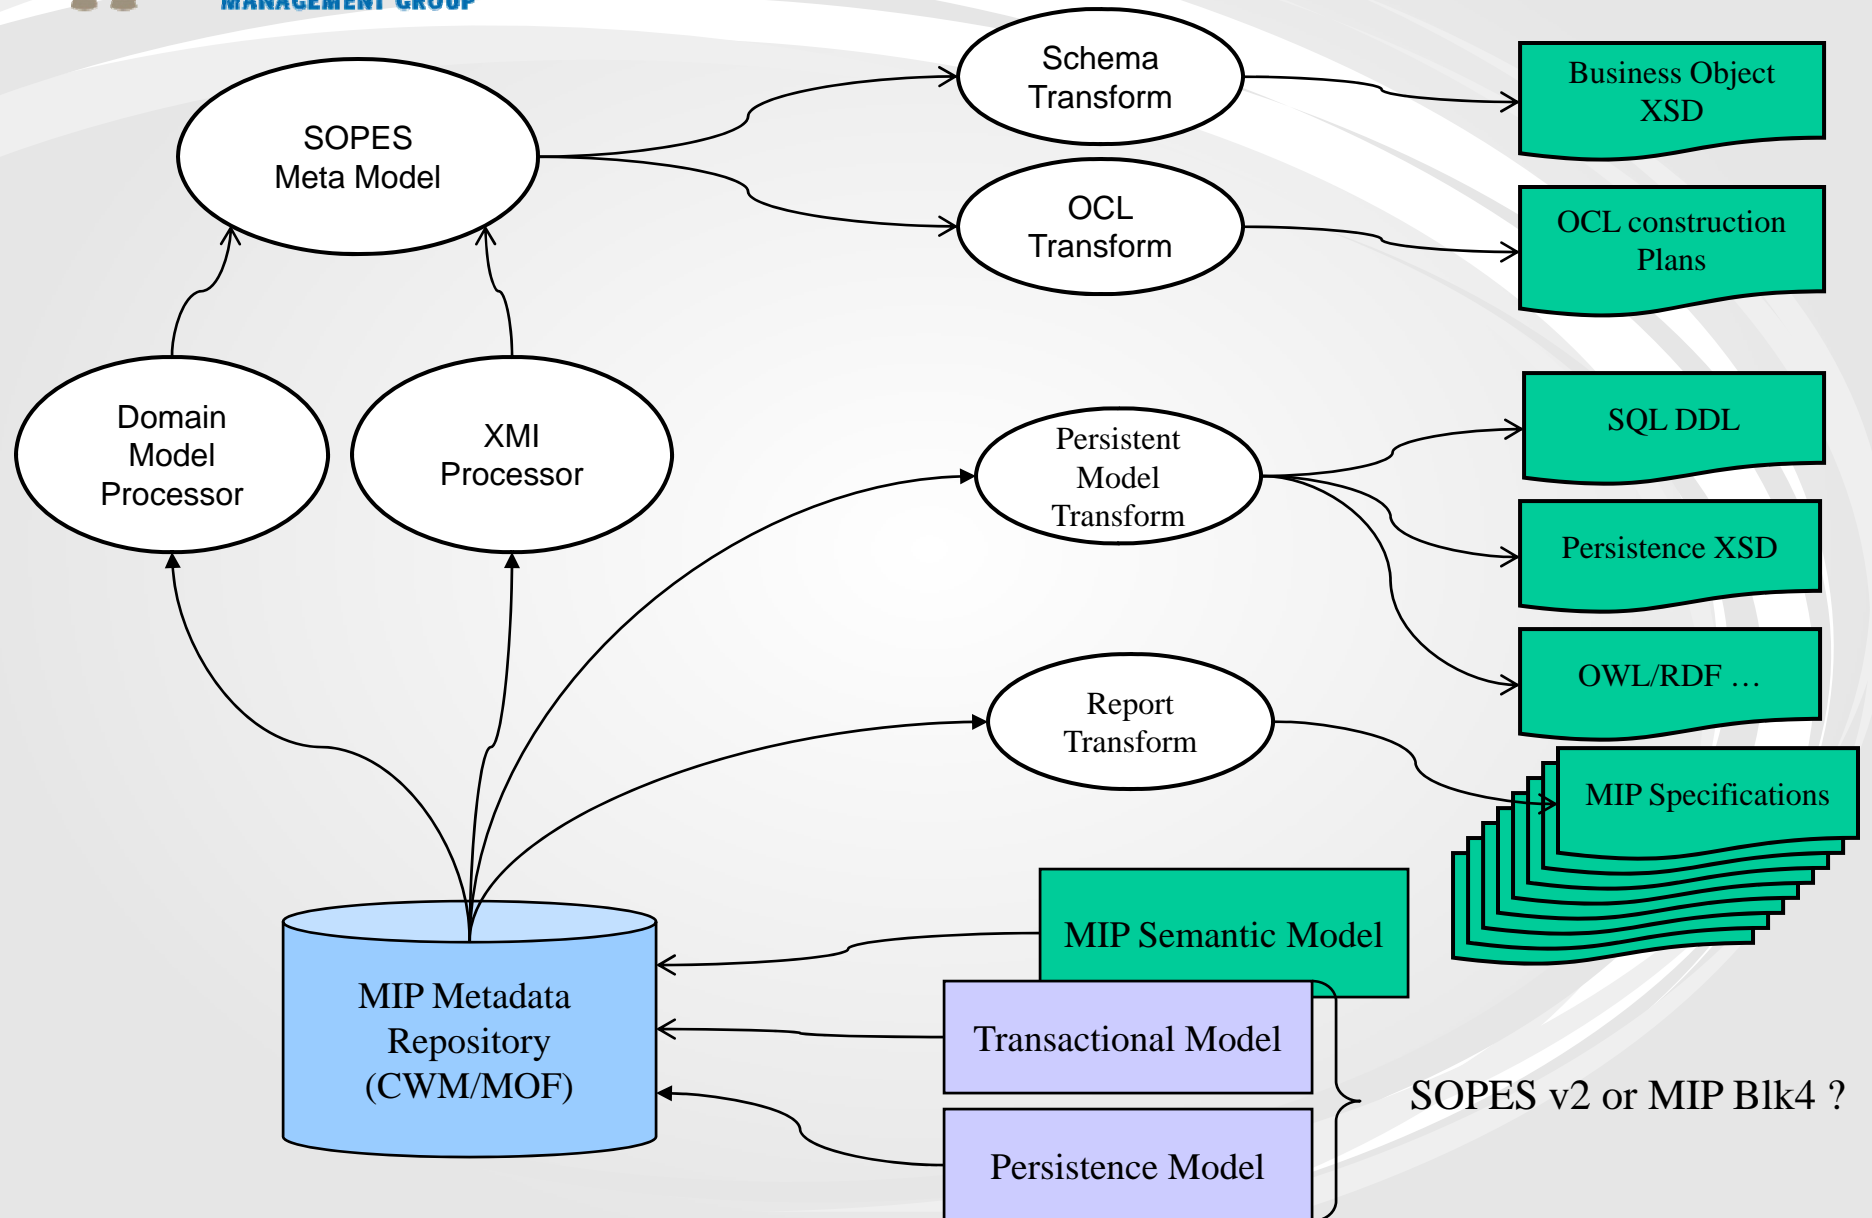 MANAGEMENT GROUP
Schema
Transform
Business Object
XSD
SOPES
Meta Model
OCL
Transform
OCL construction
Plans
Domain
Model
Processor
XMI
Processor
Persistent
Model
Transform
SQL DDL
Persistence XSD
OWL/RDF …
Report
Transform
MIP Specifications
MIP Semantic Model
MIP Metadata
Repository
(CWM/MOF)
Transactional Model
SOPES v2 or MIP Blk4 ?
Persistence Model